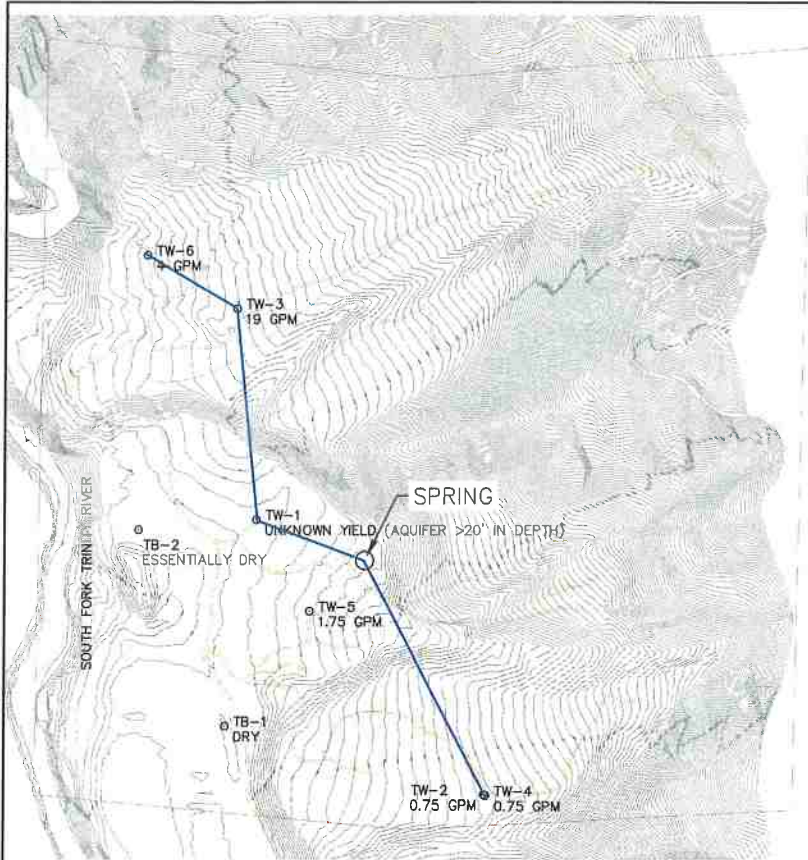 TW-6
4 GPM
TW-3
19 GPM
SPRING
TW-1
UNKNOWN YIELD (AQUIFER >20' IN DEPTH)
TB-2
ESSENTIALLY DRY
SOUTH FORK TRINITY RIVER
TW-5
1.75 GPM
TB-1
DRY
TW-2
0.75 GPM
TW-4
0.75 GPM